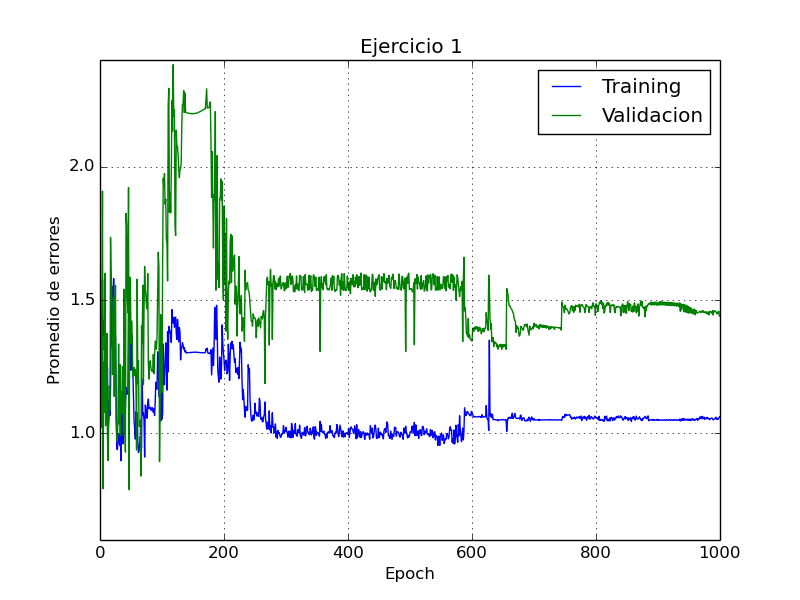 Ejercicio 1
Training
Validacion
2.0
1.5
1.0
Promedio de errores
0
200
400
600
800
1000
Epoch